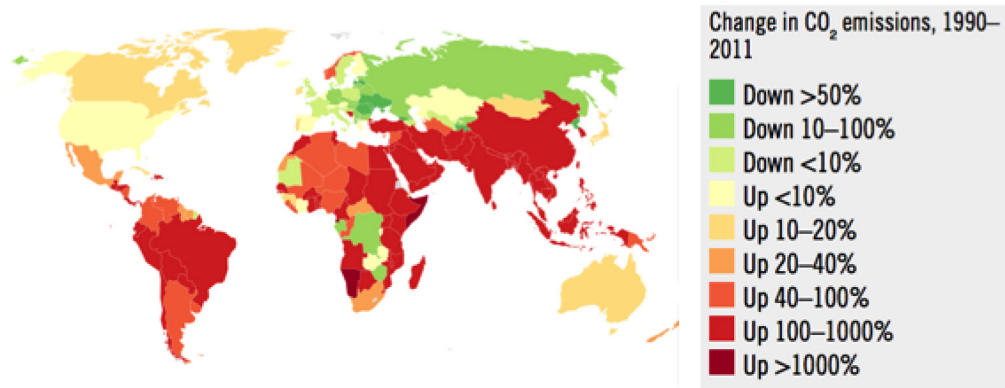 Change in CO₂ emissions, 1990–
2011
Down >50%
Down 10–100%
Down <10%
Up <10%
Up 10–20%
Up 20–40%
Up 40–100%
Up 100–1000%
Up >1000%